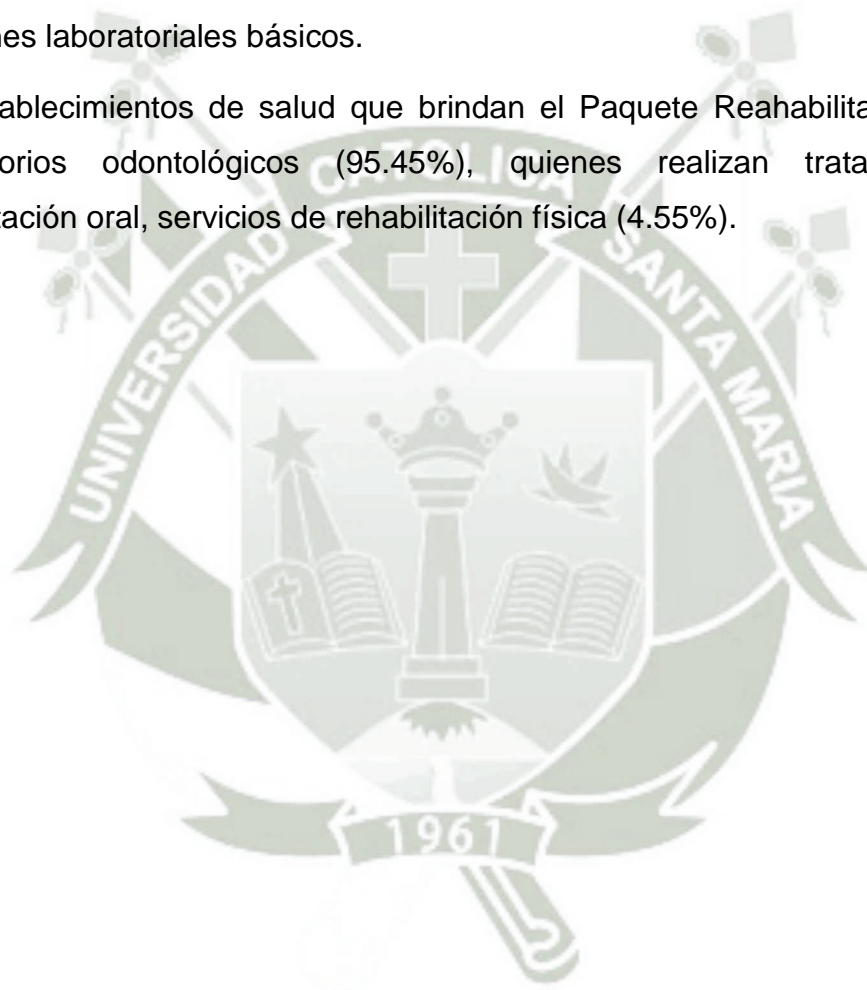 nes laboratoriales básicos.
ablecimientos de salud que brindan el Paquete Reahabilita
orios odontológicos (95.45%), quienes realizan trata
tación oral, servicios de rehabilitación física (4.55%).
UNIVERSIDAD CATOLICA SANTA MARIA
1961